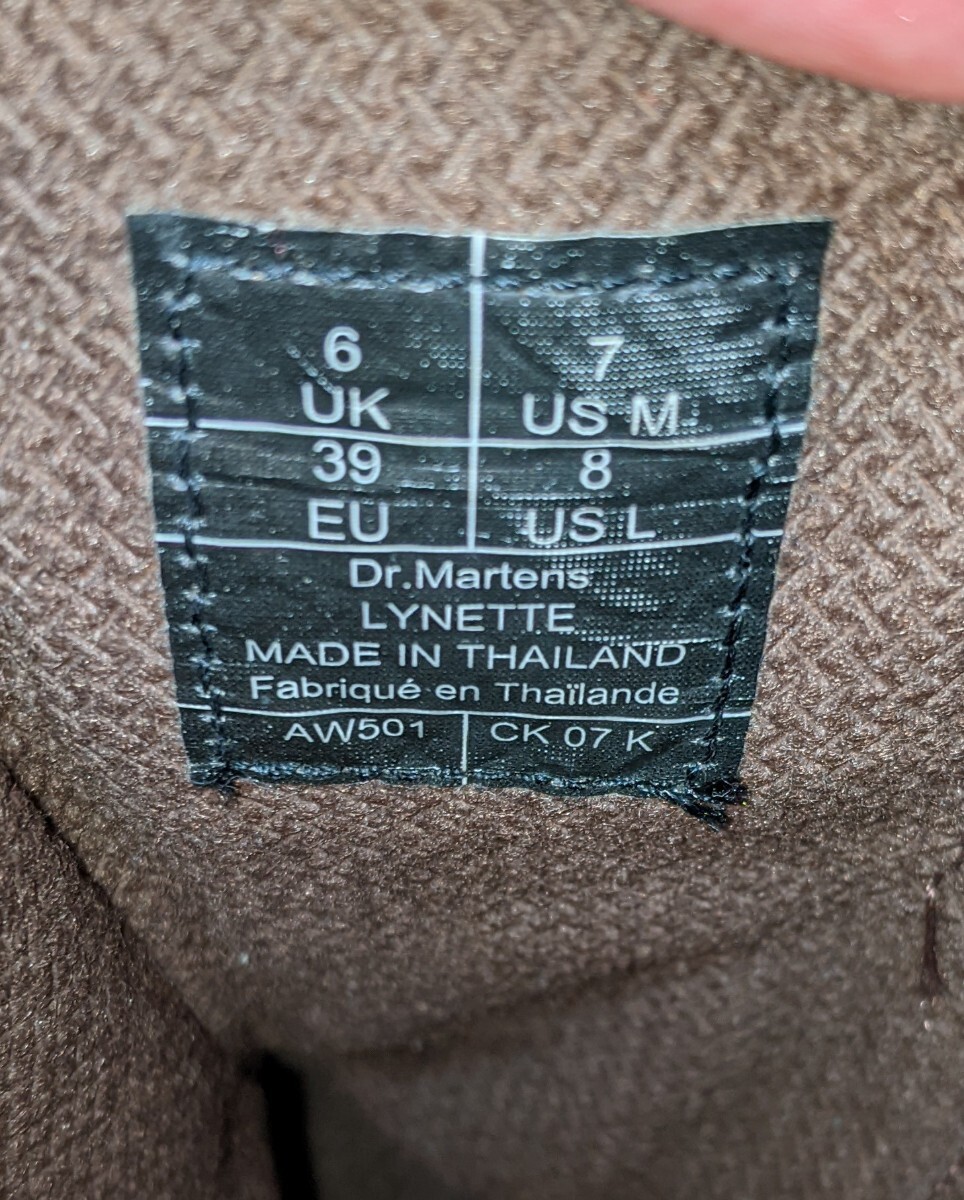 6 7
UK US M
39 8
EU US L
Dr.Martens
LYNETTE
MADE IN THAILAND
Fabriqué en Thaïlande
AW501 CK 07 K